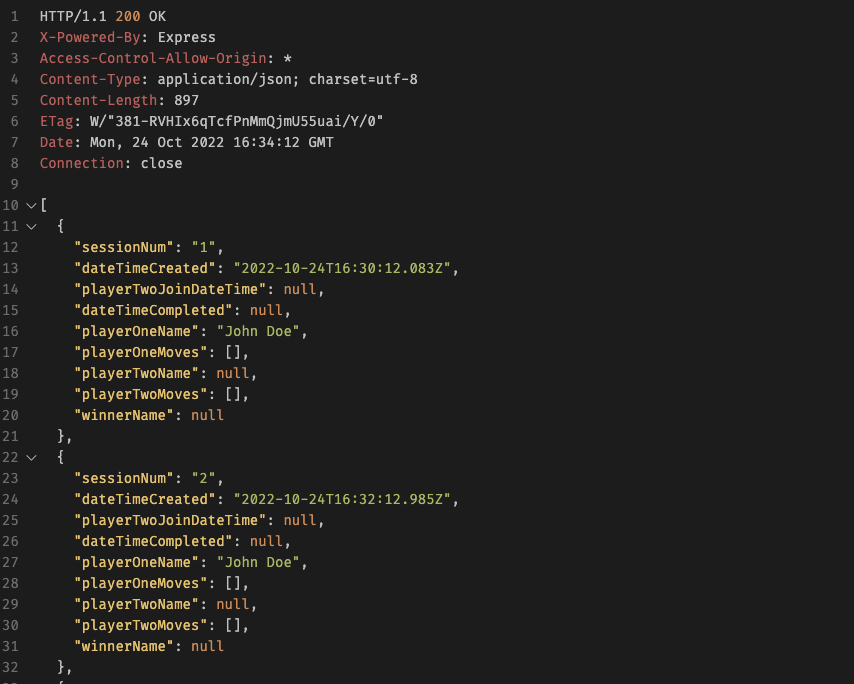 1 HTTP/1.1 200 OK
2 X-Powered-By: Express
3 Access-Control-Allow-Origin: *
4 Content-Type: application/json; charset=utf-8
5 Content-Length: 897
6 ETag: W/"381-RVHIx6qTcfPnMmQjmU55uai/Y/0"
7 Date: Mon, 24 Oct 2022 16:34:12 GMT
8 Connection: close
9
10 [
11 {
12 "sessionNum": "1",
13 "dateTimeCreated": "2022-10-24T16:30:12.083Z",
14 "playerTwoJoinDateTime": null,
15 "dateTimeCompleted": null,
16 "playerOneName": "John Doe",
17 "playerOneMoves": [],
18 "playerTwoName": null,
19 "playerTwoMoves": [],
20 "winnerName": null
21 },
22 {
23 "sessionNum": "2",
24 "dateTimeCreated": "2022-10-24T16:32:12.985Z",
25 "playerTwoJoinDateTime": null,
26 "dateTimeCompleted": null,
27 "playerOneName": "John Doe",
28 "playerOneMoves": [],
29 "playerTwoName": null,
30 "playerTwoMoves": [],
31 "winnerName": null
32 },